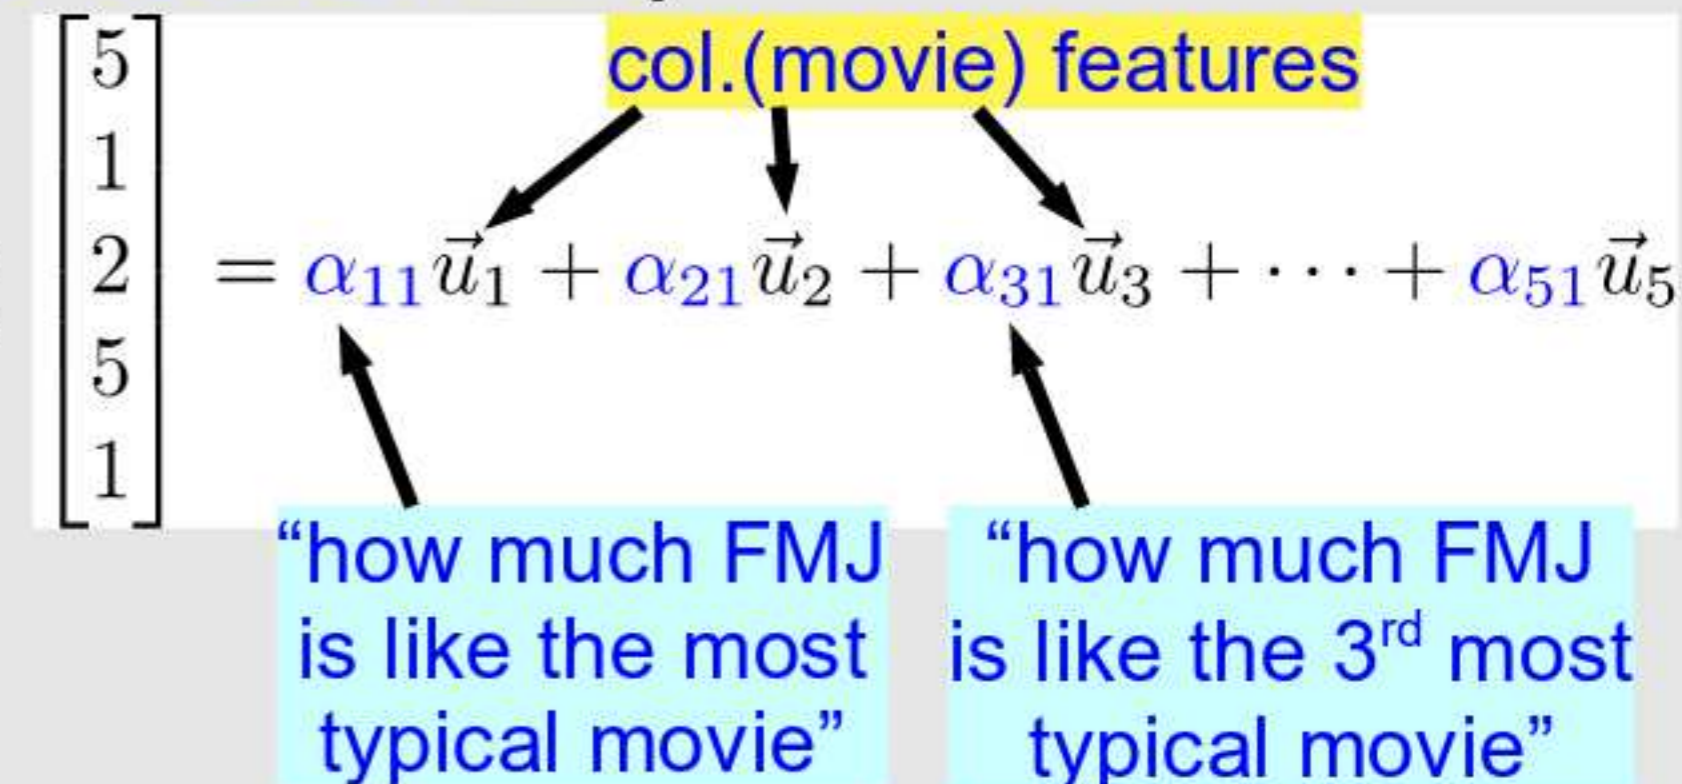 col.(movie) features
5
1
2
5
1
= α₁₁u⃗₁ + α₂₁u⃗₂ + α₃₁u⃗₃ + ⋯ + α₅₁u⃗₅
“how much FMJ
is like the most
typical movie”
“how much FMJ
is like the 3rd most
typical movie”